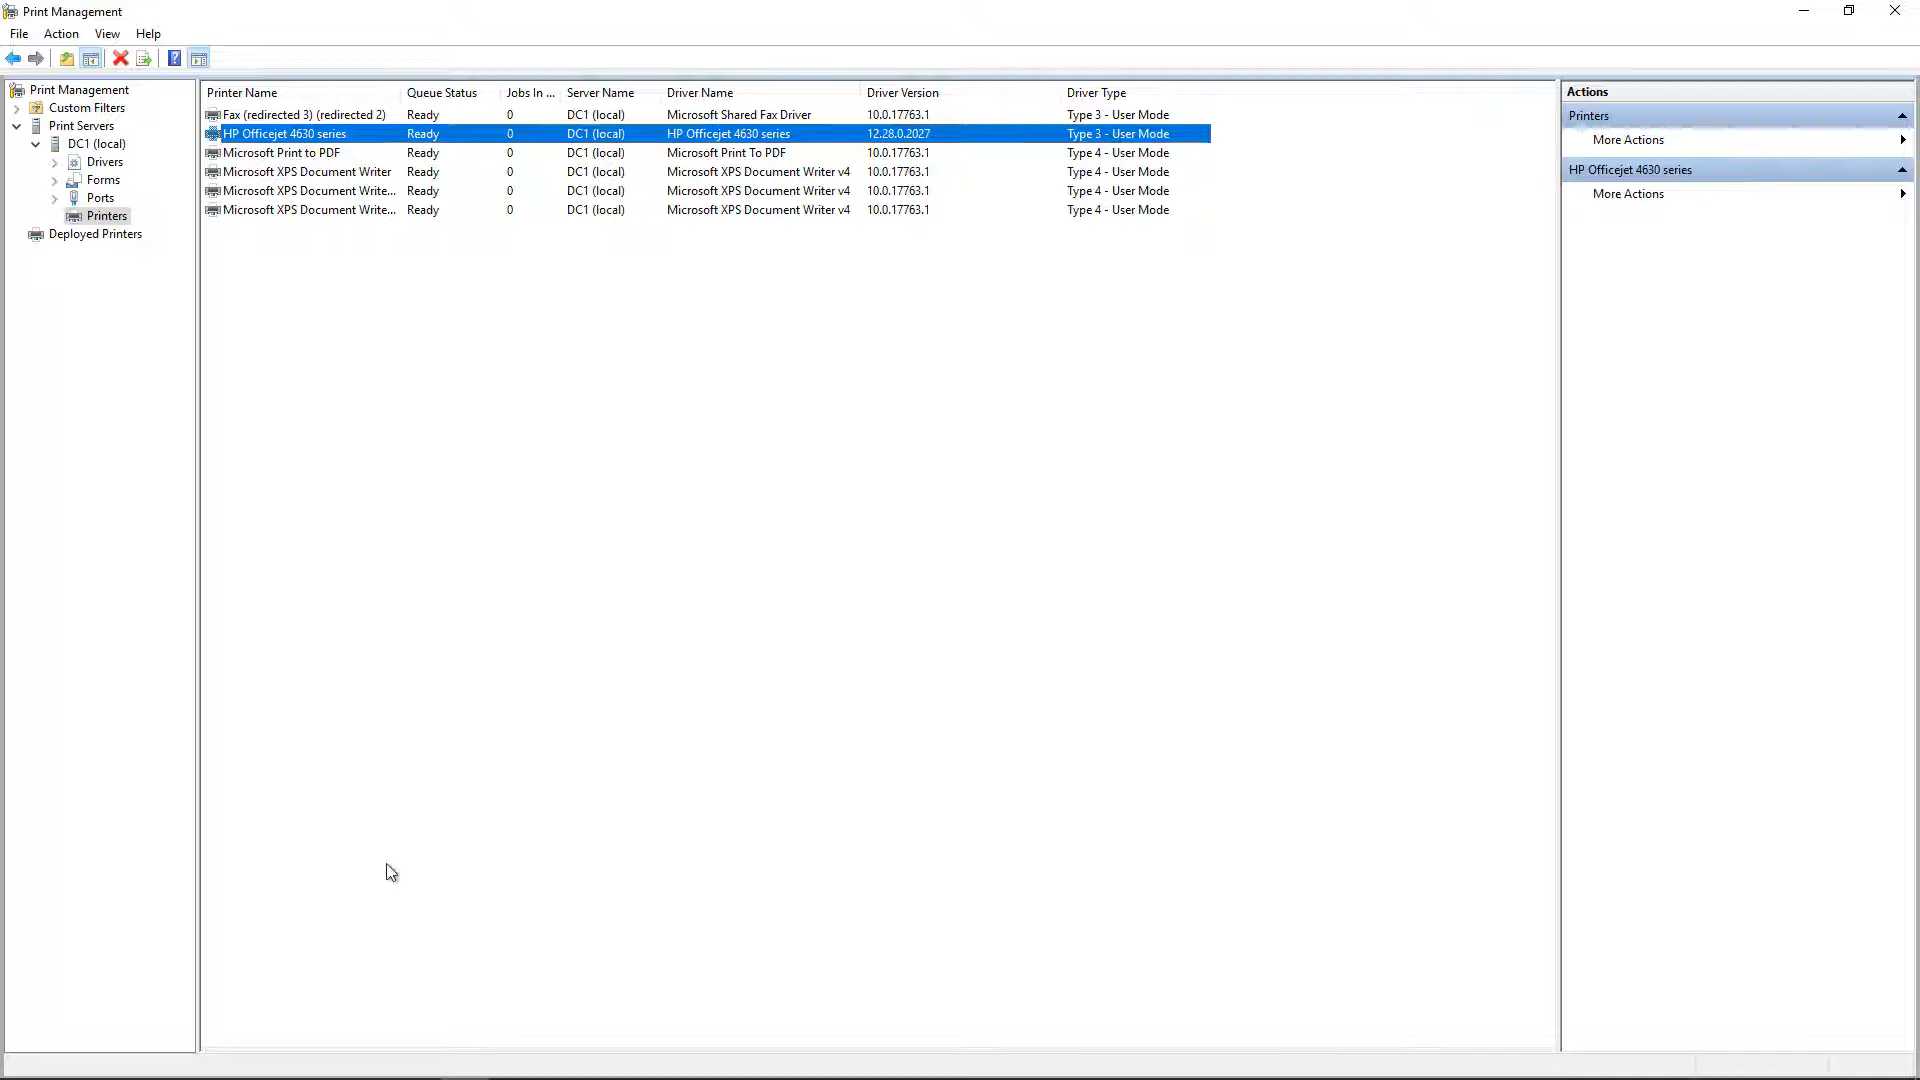 Print Management
File Action View Help
Print Management
Custom Filters
Print Servers
DC1 (local)
Drivers
Forms
Ports
Printers
Deployed Printers
Printer Name Queue Status Jobs In ... Server Name Driver Name Driver Version Driver Type
Fax (redirected 3) (redirected 2) Ready 0 DC1 (local) Microsoft Shared Fax Driver 10.0.17763.1 Type 3 - User Mode
HP Officejet 4630 series Ready 0 DC1 (local) HP Officejet 4630 series 12.28.0.2027 Type 3 - User Mode
Microsoft Print to PDF Ready 0 DC1 (local) Microsoft Print To PDF 10.0.17763.1 Type 4 - User Mode
Microsoft XPS Document Writer Ready 0 DC1 (local) Microsoft XPS Document Writer v4 10.0.17763.1 Type 4 - User Mode
Microsoft XPS Document Write... Ready 0 DC1 (local) Microsoft XPS Document Writer v4 10.0.17763.1 Type 4 - User Mode
Microsoft XPS Document Write... Ready 0 DC1 (local) Microsoft XPS Document Writer v4 10.0.17763.1 Type 4 - User Mode
Actions
Printers
More Actions
HP Officejet 4630 series
More Actions